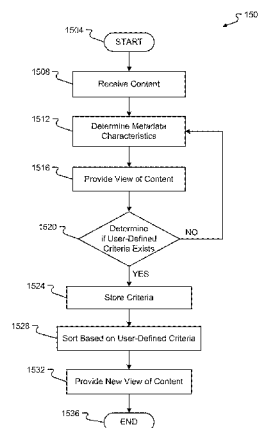 150
1504
START
1508
Receive Content
1512
Determine Metadata
Characteristics
1516
Provide View of Content
1520
Determine
if User-Defined
Criteria Exists
NO
YES
1524
Store Criteria
1528
Sort Based on User-Defined Criteria
1532
Provide New View of Content
1536
END